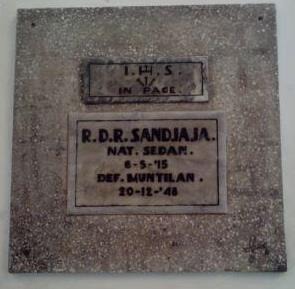 I.H.S.
IN PACE.
R.D.R. SANDJAJA.
NAT. SEDAN.
6-5-'15
DEF. MUNTILAN.
20-12-'48